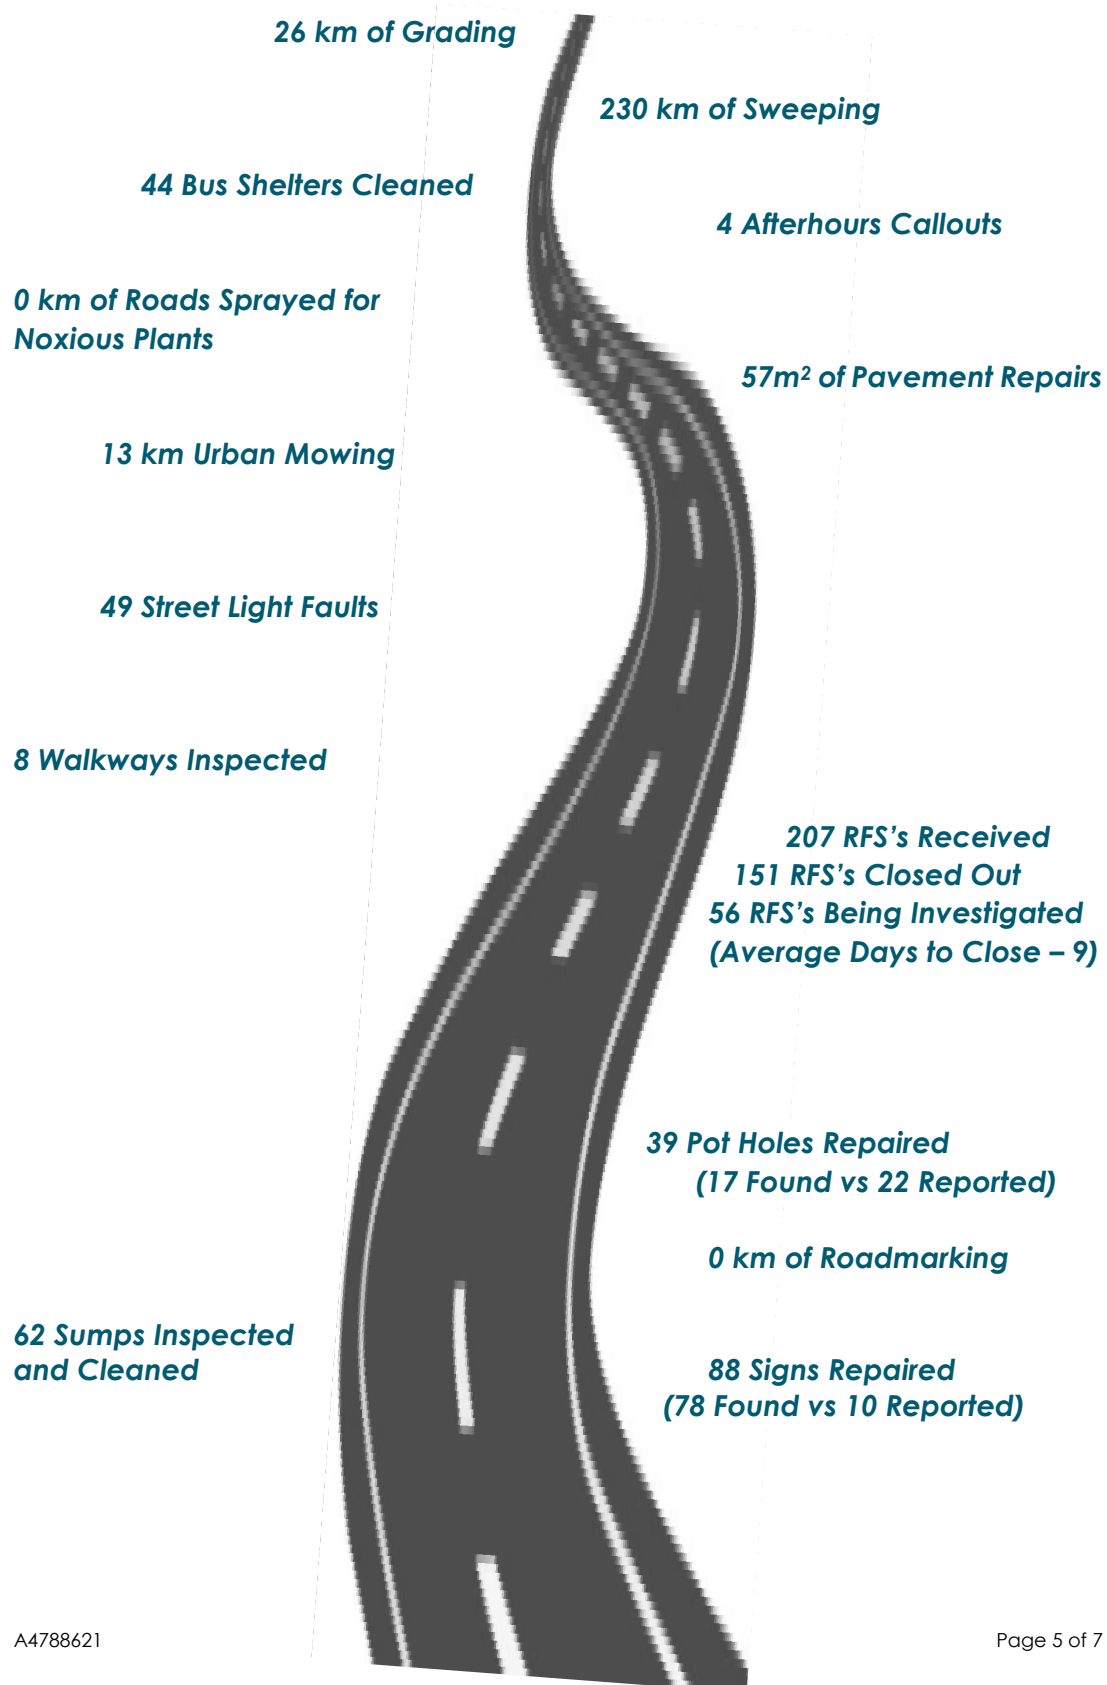 26 km of Grading
230 km of Sweeping
44 Bus Shelters Cleaned
4 Afterhours Callouts
0 km of Roads Sprayed for
Noxious Plants
57m² of Pavement Repairs
13 km Urban Mowing
49 Street Light Faults
8 Walkways Inspected
207 RFS’s Received
151 RFS’s Closed Out
56 RFS’s Being Investigated
(Average Days to Close – 9)
39 Pot Holes Repaired
(17 Found vs 22 Reported)
0 km of Roadmarking
62 Sumps Inspected
and Cleaned
88 Signs Repaired
(78 Found vs 10 Reported)
A4788621
Page 5 of 7